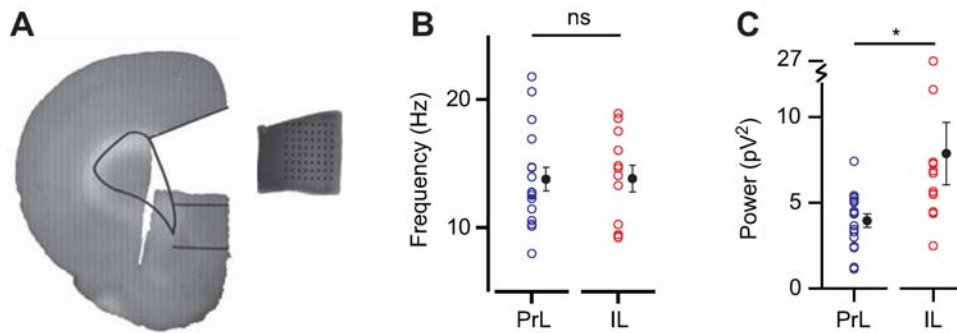 A
B
ns
Frequency (Hz)
20
10
PrL
IL
C
*
Power (pV²)
27
10
5
0
PrL
IL